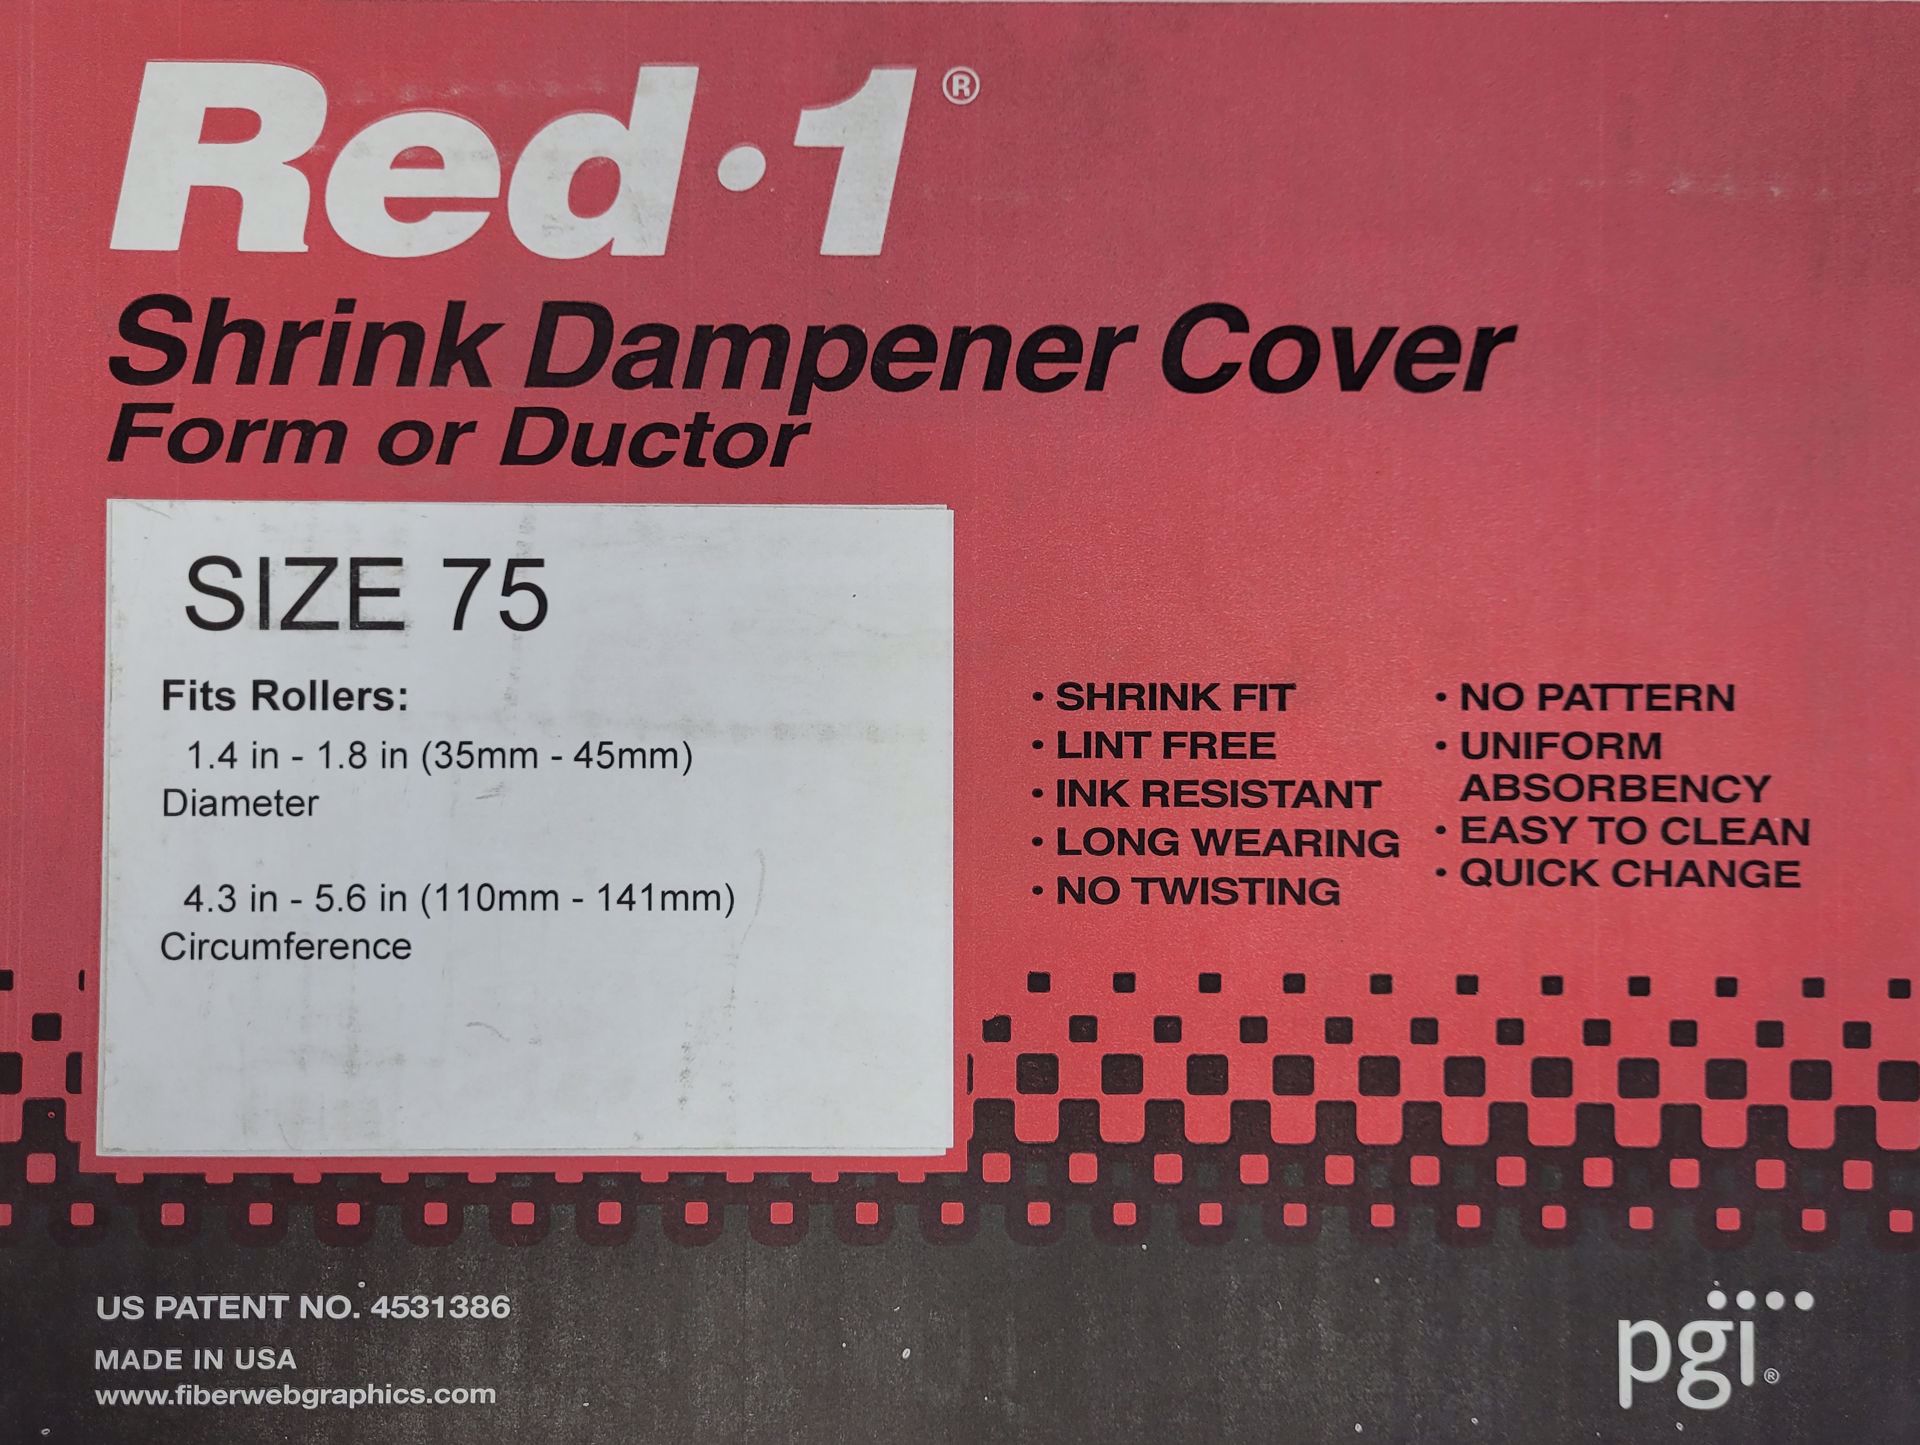 Red·1®
Shrink Dampener Cover
Form or Ductor
SIZE 75
Fits Rollers:
1.4 in - 1.8 in (35mm - 45mm)
Diameter
4.3 in - 5.6 in (110mm - 141mm)
Circumference
• SHRINK FIT
• LINT FREE
• INK RESISTANT
• LONG WEARING
• NO TWISTING
• NO PATTERN
• UNIFORM
ABSORBENCY
• EASY TO CLEAN
• QUICK CHANGE
US PATENT NO. 4531386
MADE IN USA
www.fiberwebgraphics.com
pgi®